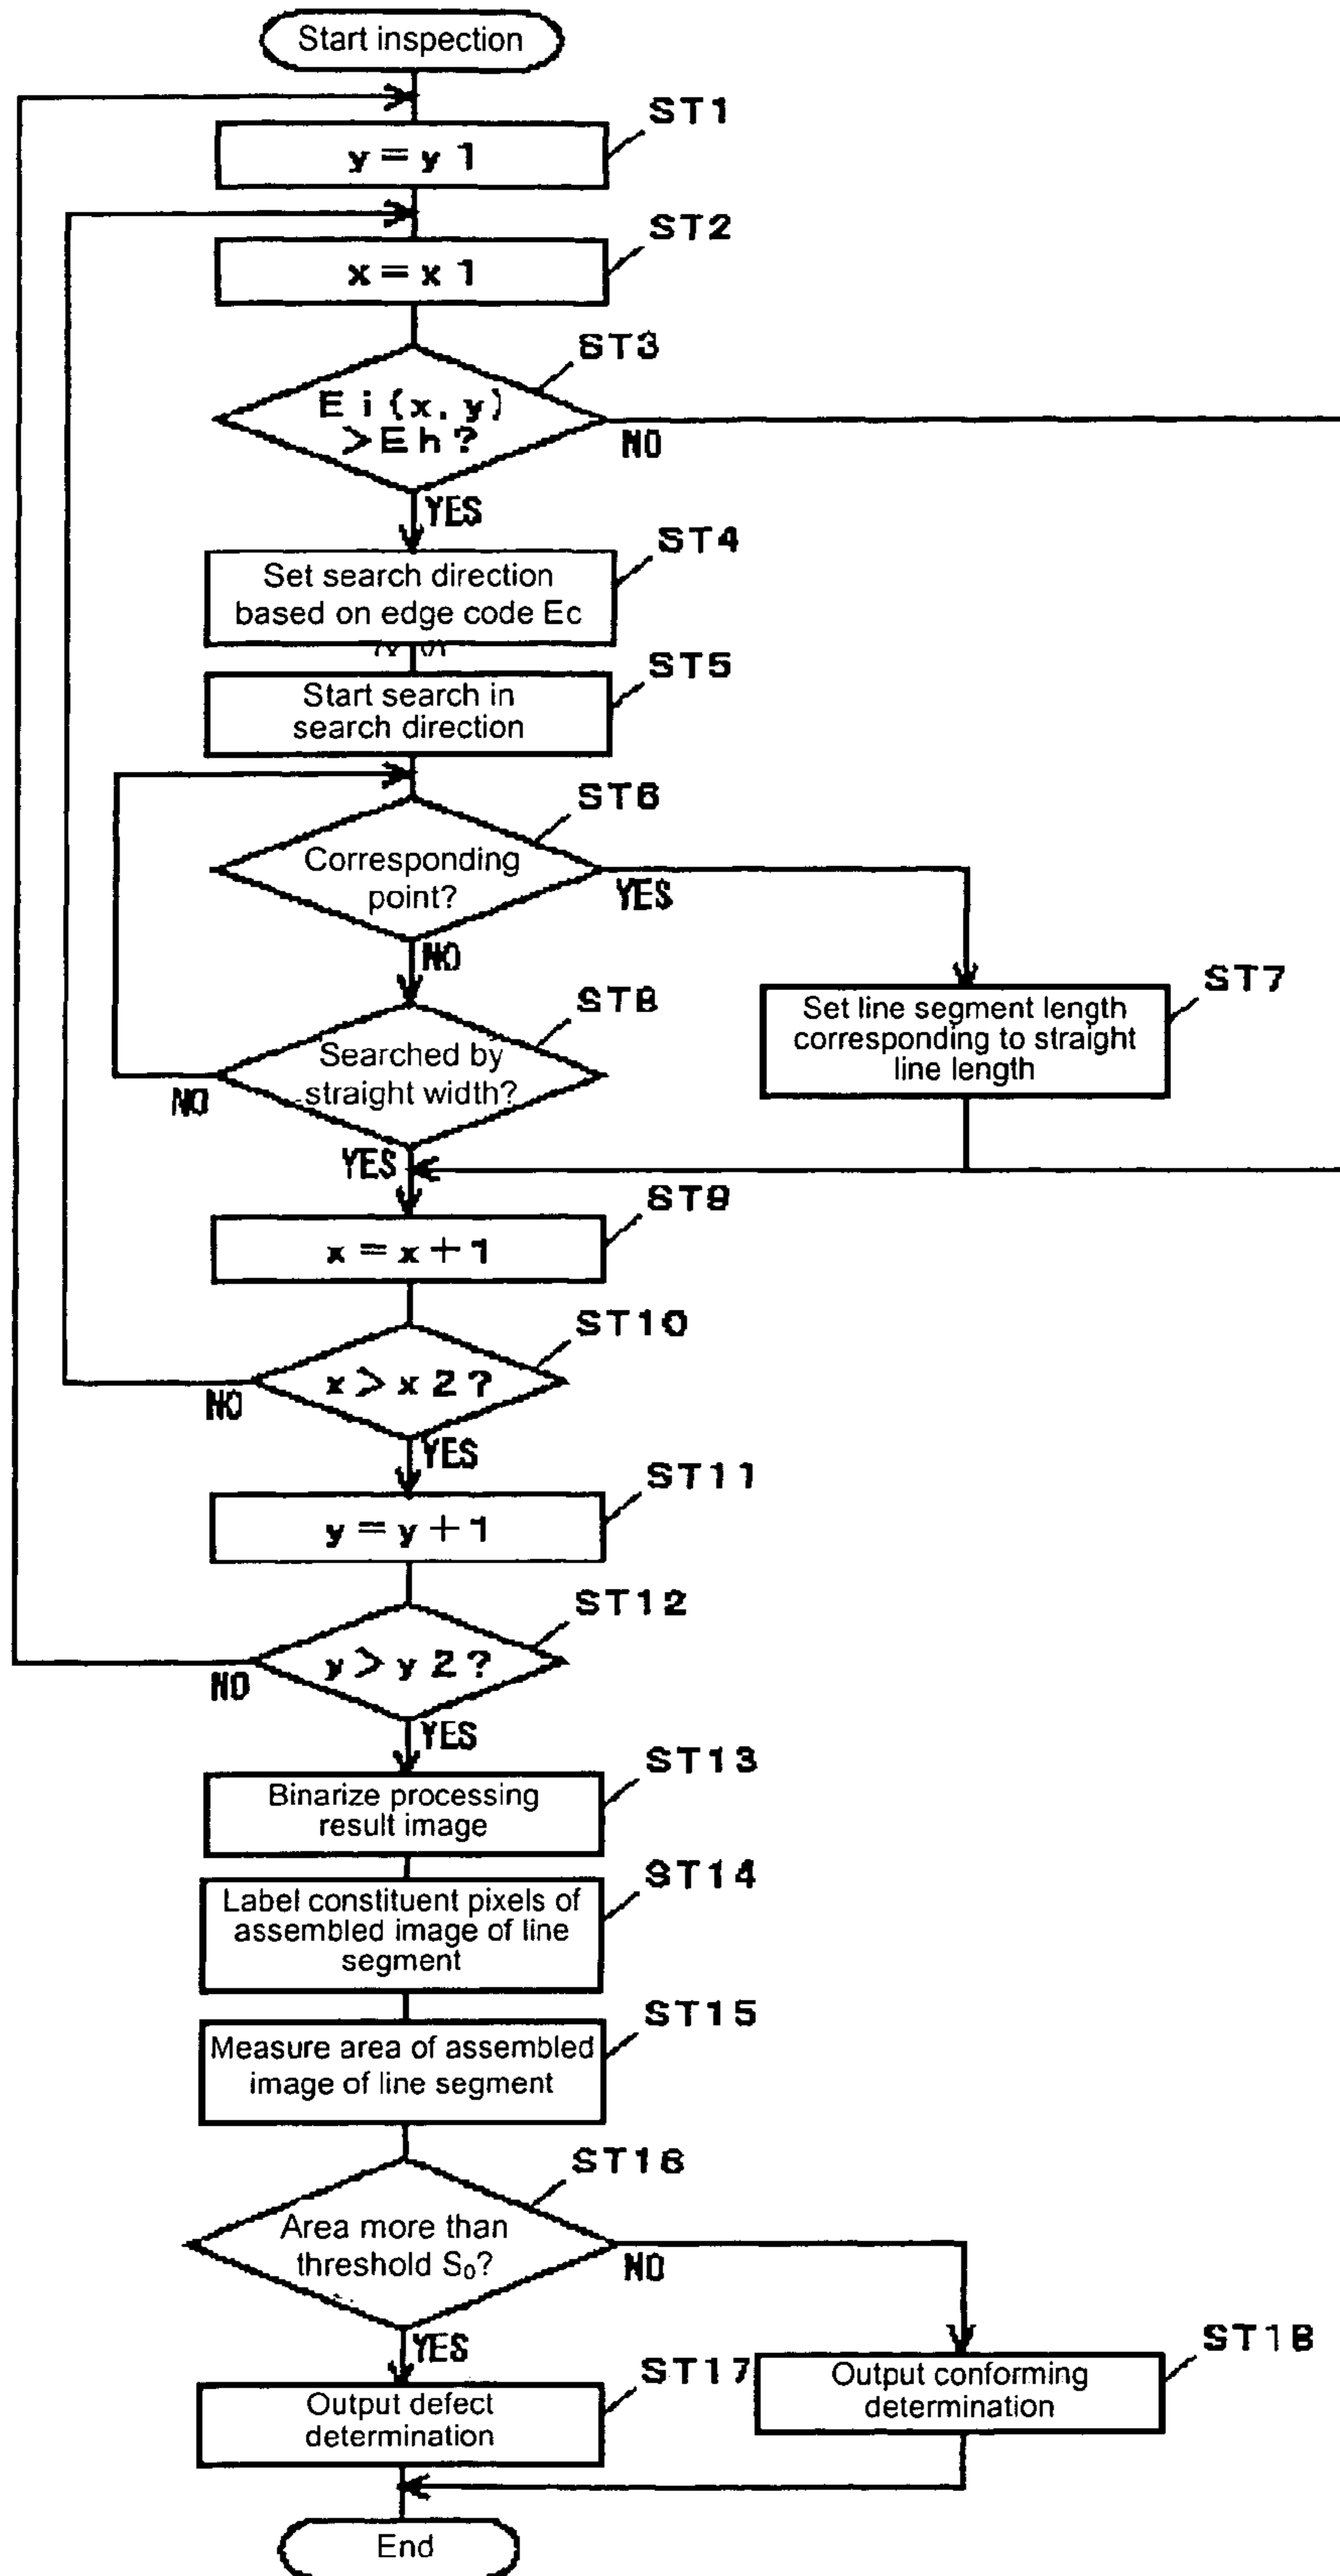 Start inspection
ST1
y = y 1
ST2
x = x 1
ST3
E i (x, y)
> E h ?
NO
YES
ST4
Set search direction
based on edge code Ec
ST5
Start search in
search direction
ST6
Corresponding
point?
YES
NO
ST7
Set line segment length
corresponding to straight
line length
ST8
Searched by
straight width?
NO
YES
ST9
x = x + 1
ST10
x > x 2 ?
NO
YES
ST11
y = y + 1
ST12
y > y 2 ?
NO
YES
ST13
Binarize processing
result image
ST14
Label constituent pixels of
assembled image of line
segment
ST15
Measure area of assembled
image of line segment
ST16
Area more than
threshold S₀?
NO
YES
ST17
Output defect
determination
ST18
Output conforming
determination
End